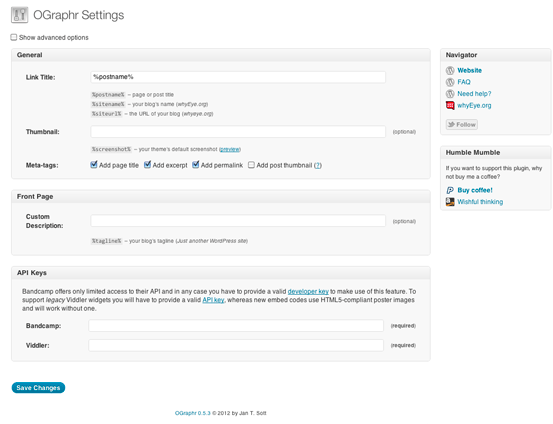 OGraphr Settings
Show advanced options
General
Link Title:
%postname%
%postname% – page or post title
%sitename% – your blog's name (whyEye.org)
%siteurl% – the URL of your blog (whyeye.org)
Thumbnail:
(optional)
%screenshot% – your theme's default screenshot (preview)
Meta-tags:
Add page title
Add excerpt
Add permalink
Add post thumbnail (?)
Front Page
Custom
Description:
(optional)
%tagline% – your blog's tagline (Just another WordPress site)
API Keys
Bandcamp offers only limited access to their API and in any case you have to provide a valid developer key to make use of this feature. To
support legacy Viddler widgets you will have to provide a valid API key, whereas new embed codes use HTML5-compliant poster images
and will work without one.
Bandcamp:
(required)
Viddler:
(required)
Save Changes
OGraphr 0.5.3 © 2012 by Jan T. Sott
Navigator
Website
FAQ
Need help?
whyEye.org
Follow
Humble Mumble
If you want to support this plugin, why
not buy me a coffee?
Buy coffee!
Wishful thinking